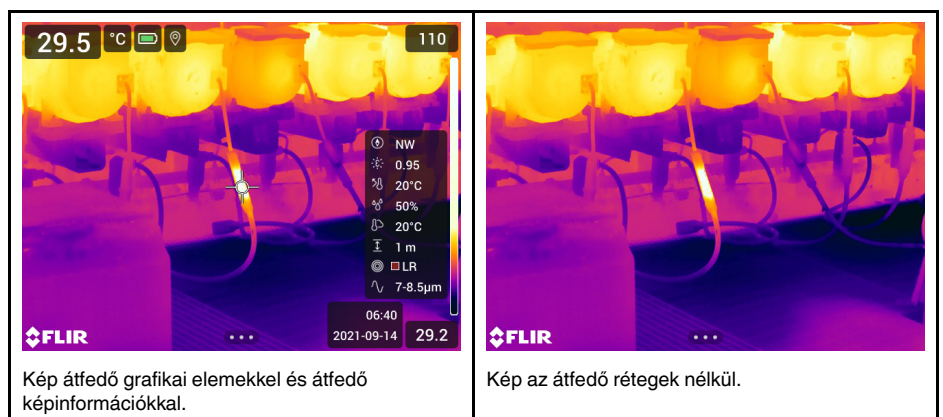 29.5 °C
110
NW
0.95
20°C
50%
20°C
1 m
LR
7-8.5µm
06:40
2021-09-14
29.2
FLIR
Kép átfedő grafikai elemekkel és átfedő
képinformációkkal.
FLIR
Kép az átfedő rétegek nélkül.